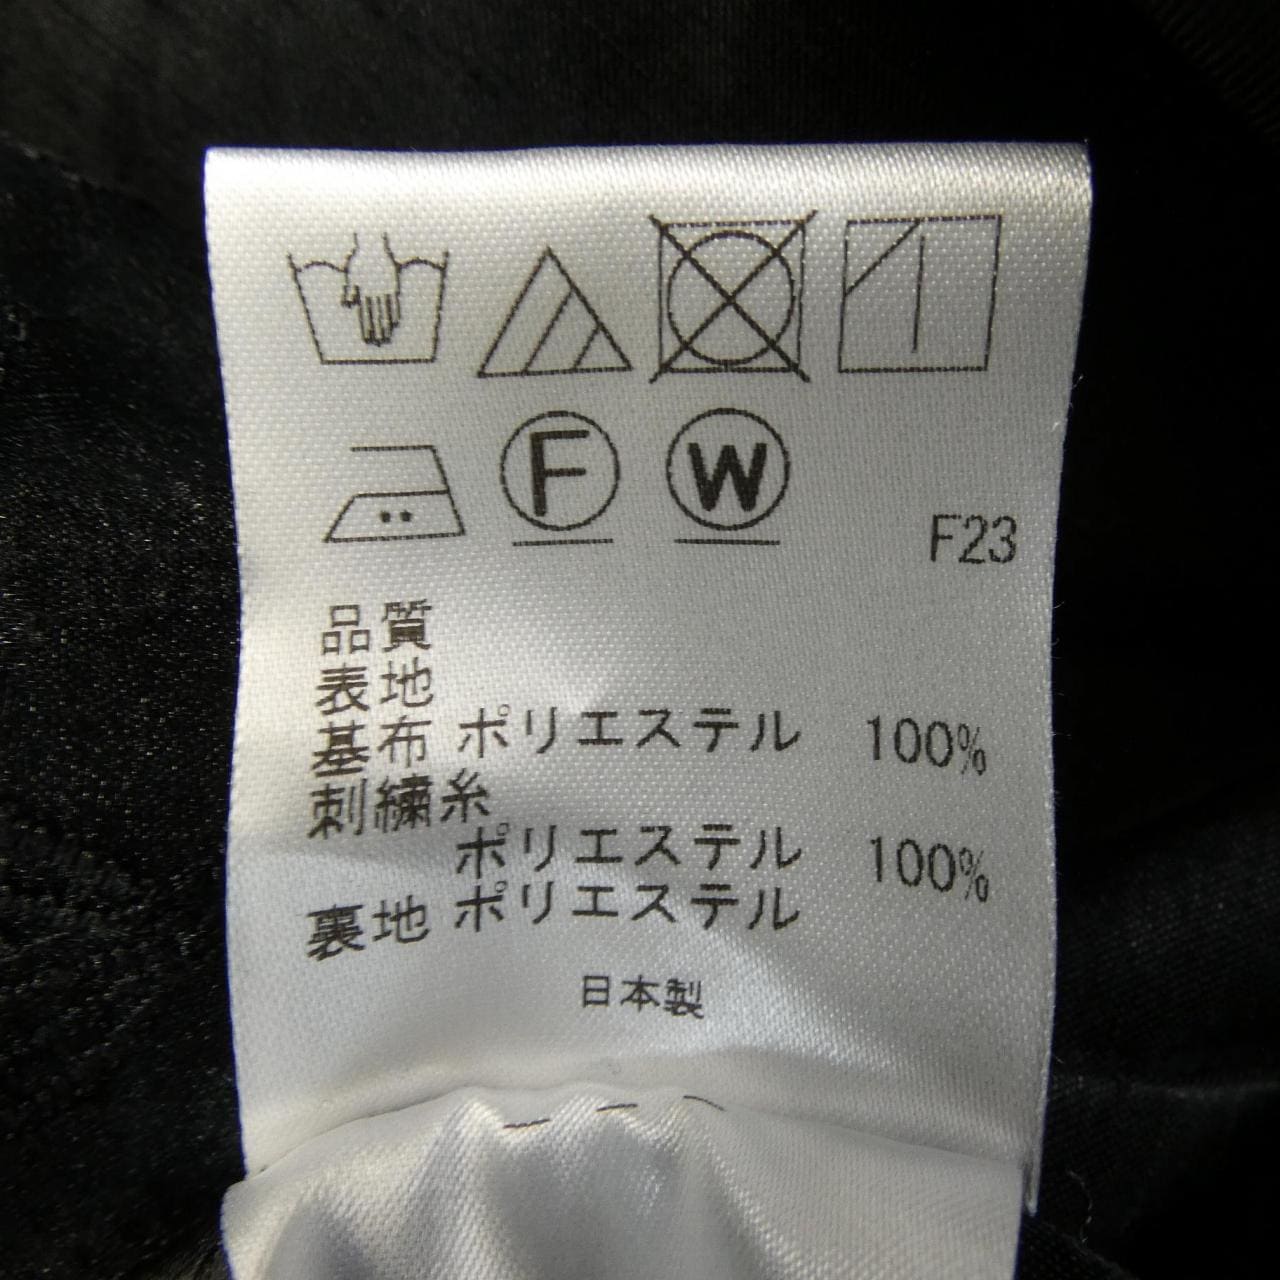 F
W
F23
品質
表地
基布 ポリエステル 100%
刺繍糸
ポリエステル 100%
裏地 ポリエステル
日本製